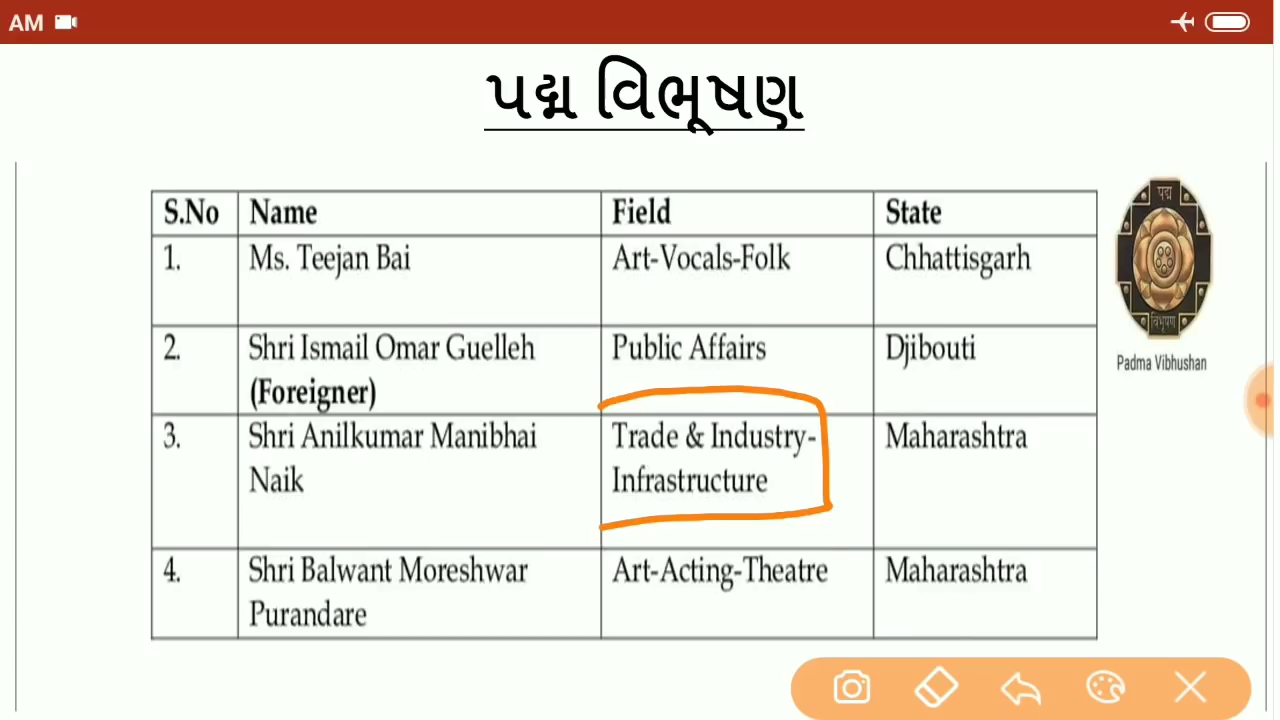 AM
પદ્મ વિભૂષણ
S.No Name Field State
1. Ms. Teejan Bai Art-Vocals-Folk Chhattisgarh
2. Shri Ismail Omar Guelleh Public Affairs Djibouti
(Foreigner)
3. Shri Anilkumar Manibhai Trade & Industry- Maharashtra
Naik Infrastructure
4. Shri Balwant Moreshwar Art-Acting-Theatre Maharashtra
Purandare
पद्म
विभूषण
Padma Vibhushan